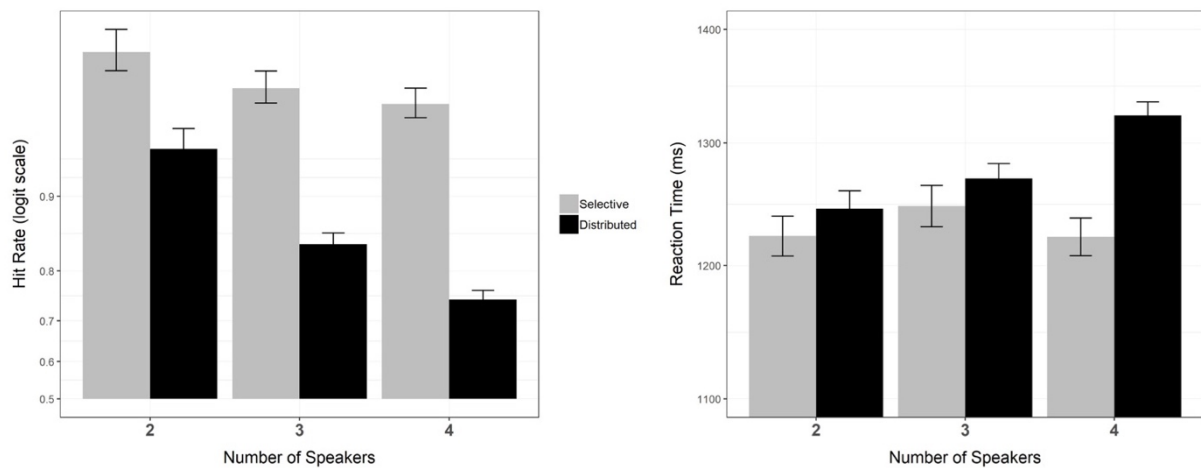 Hit Rate (logit scale)
0.9
0.8
0.7
0.6
0.5
2
3
4
Number of Speakers
Selective
Distributed
Reaction Time (ms)
1400
1300
1200
1100
2
3
4
Number of Speakers